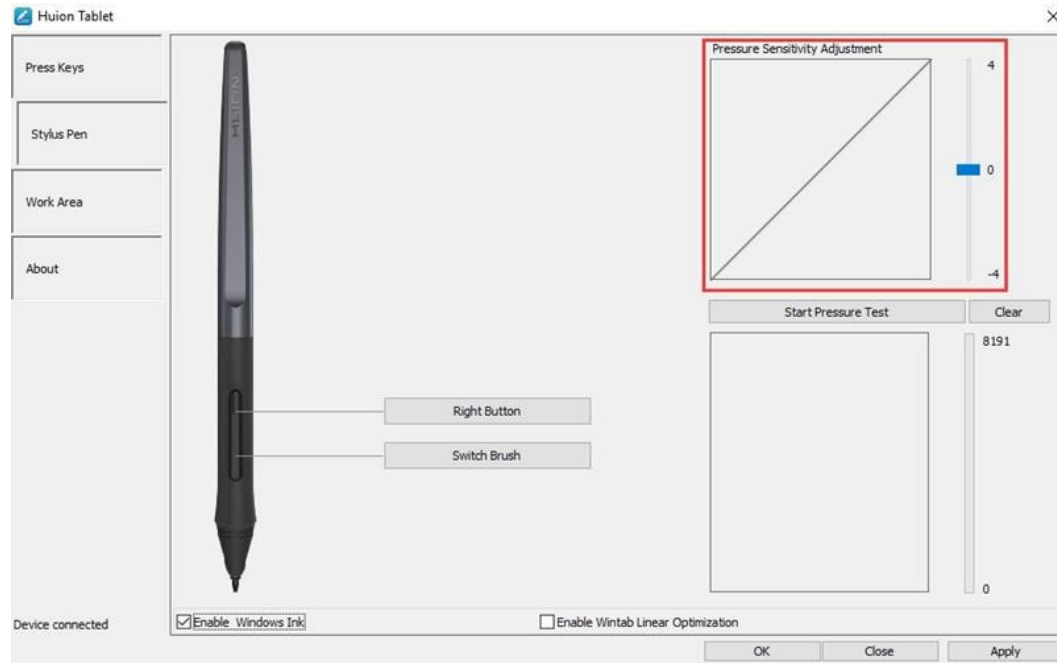 Huion Tablet
Press Keys
Stylus Pen
Work Area
About
Device connected
HUION
Right Button
Switch Brush
Pressure Sensitivity Adjustment
4
0
-4
Start Pressure Test
Clear
8191
0
Enable Windows Ink
Enable Wintab Linear Optimization
OK
Close
Apply